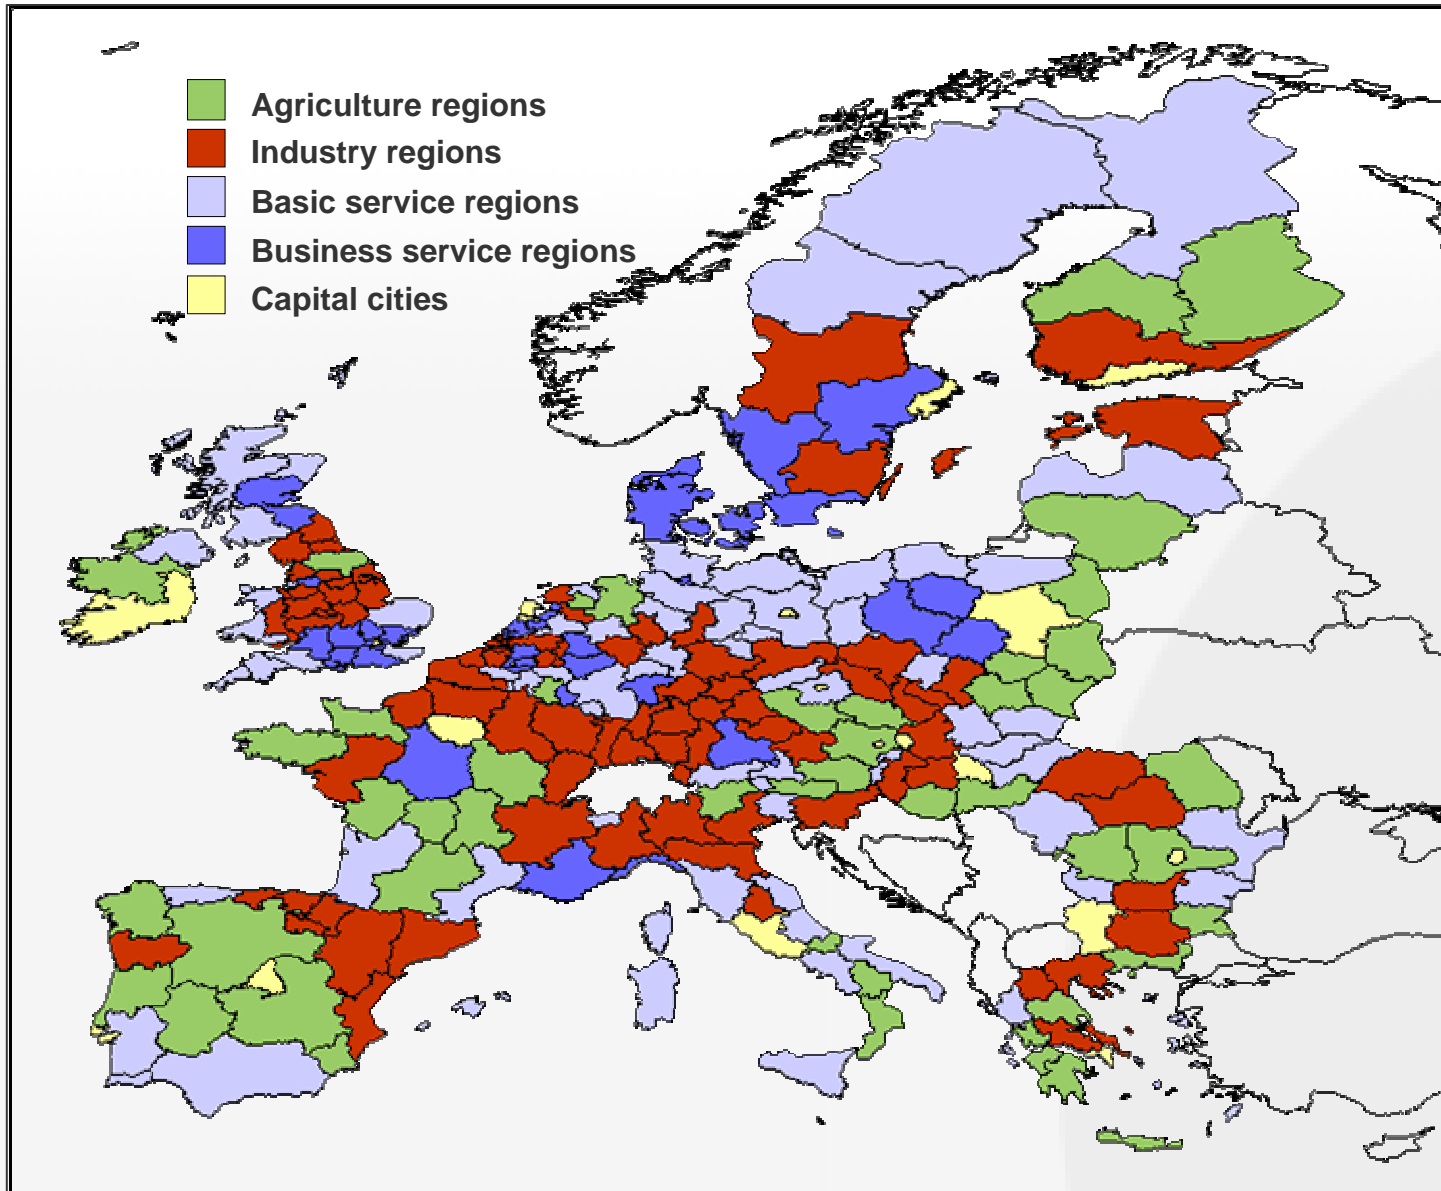 Agriculture regions
Industry regions
Basic service regions
Business service regions
Capital cities